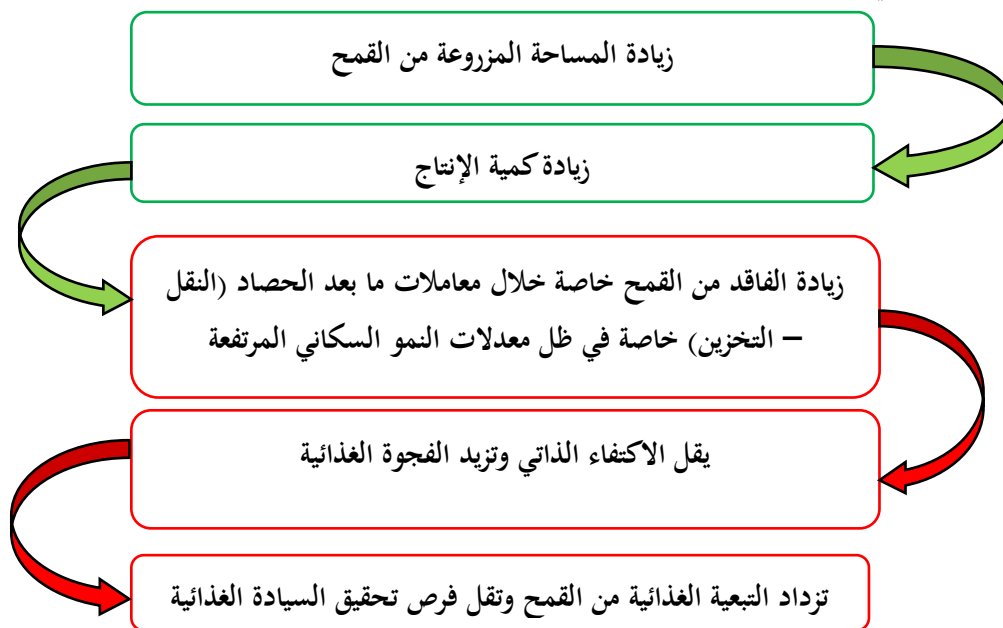 زيادة المساحة المزروعة من القمح
زيادة كمية الإنتاج
زيادة الفاقد من القمح خاصة خلال معاملات ما بعد الحصاد (النقل
– التخزين) خاصة في ظل معدلات النمو السكاني المرتفعة
يقل الاكتفاء الذاتي وتزيد الفجوة الغذائية
تزداد التبعية الغذائية من القمح وتقل فرص تحقيق السيادة الغذائية